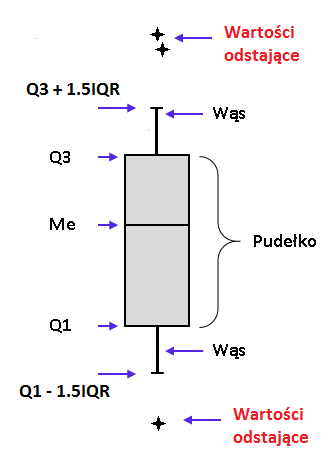 Wartości
odstające
Q3 + 1.5IQR
Wąs
Q3
Me
Pudełko
Q1
Wąs
Q1 - 1.5IQR
Wartości
odstające